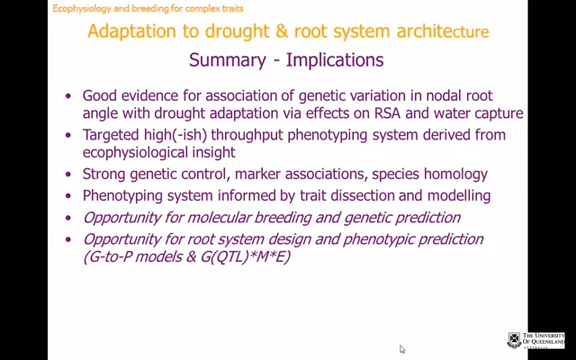 Ecophysiology and breeding for complex traits
Adaptation to drought & root system architecture
Summary - Implications
• Good evidence for association of genetic variation in nodal root
angle with drought adaptation via effects on RSA and water capture
• Targeted high(-ish) throughput phenotyping system derived from
ecophysiological insight
• Strong genetic control, marker associations, species homology
• Phenotyping system informed by trait dissection and modelling
• Opportunity for molecular breeding and genetic prediction
• Opportunity for root system design and phenotypic prediction
(G-to-P models & G(QTL)*M*E)
THE UNIVERSITY
OF QUEENSLAND
AUSTRALIA